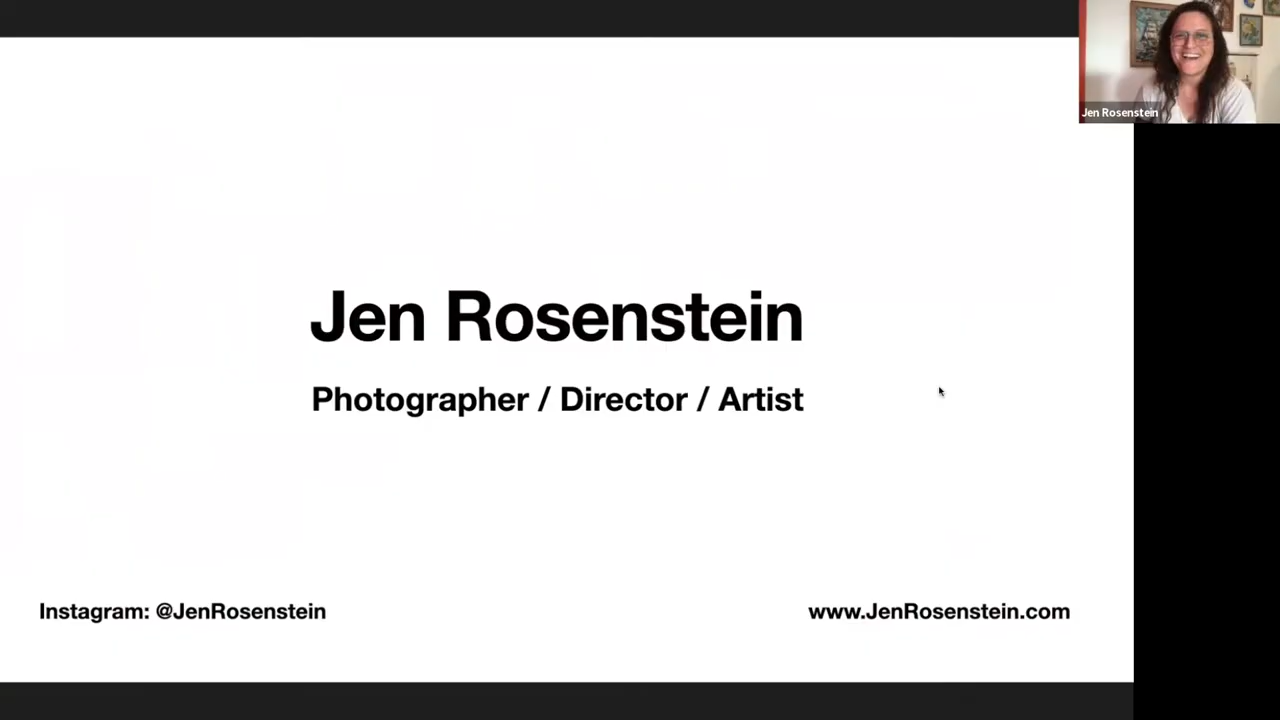 Jen Rosenstein
Jen Rosenstein
Photographer / Director / Artist
Instagram: @JenRosenstein
www.JenRosenstein.com